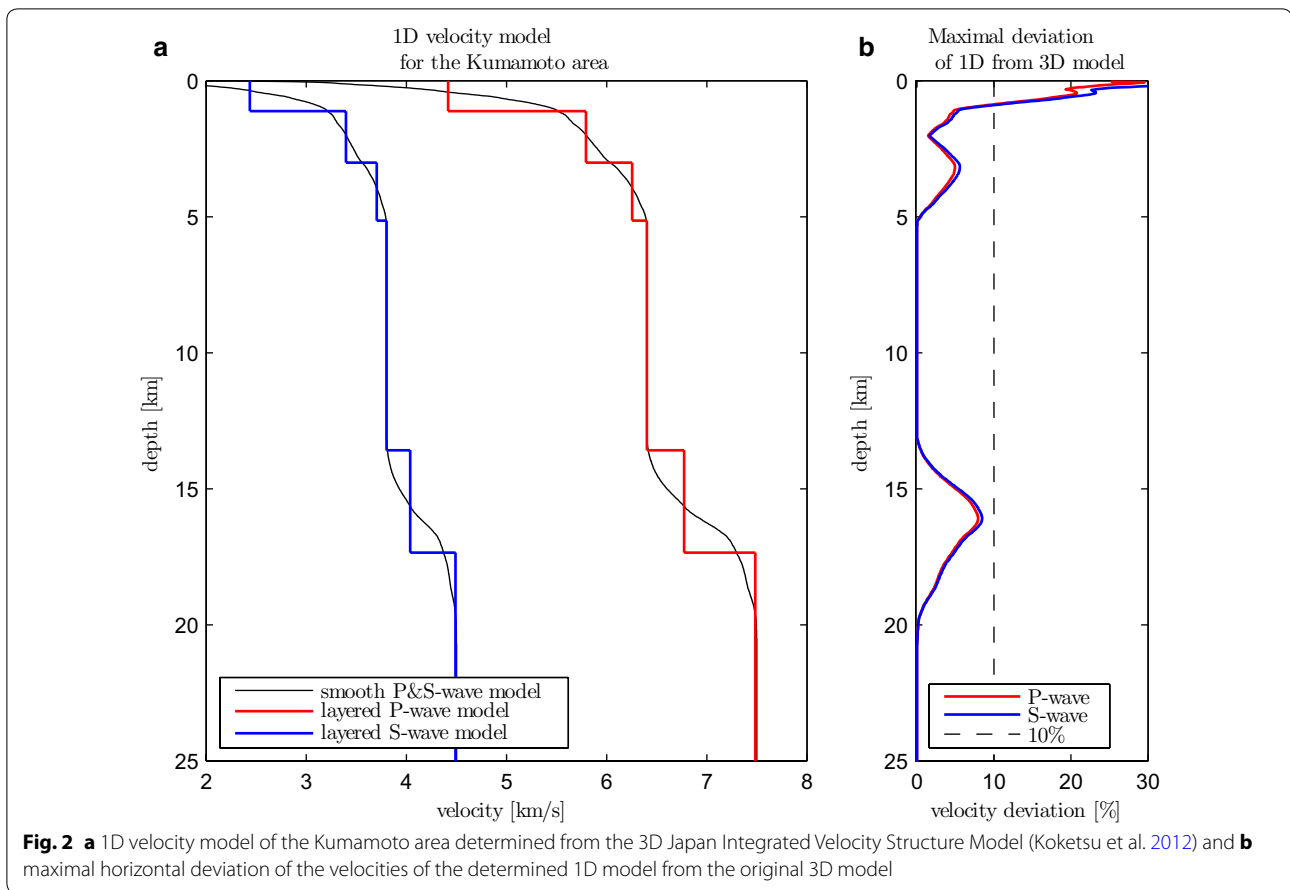 a
1D velocity model
for the Kumamoto area
0
5
10
15
20
25
depth [km]
2
3
4
5
6
7
8
velocity [km/s]
smooth P&S-wave model
layered P-wave model
layered S-wave model
b
Maximal deviation
of 1D from 3D model
0
5
10
15
20
25
depth [km]
0
10
20
30
velocity deviation [%]
P-wave
S-wave
10%
Fig. 2 a 1D velocity model of the Kumamoto area determined from the 3D Japan Integrated Velocity Structure Model (Koketsu et al. 2012) and b
maximal horizontal deviation of the velocities of the determined 1D model from the original 3D model